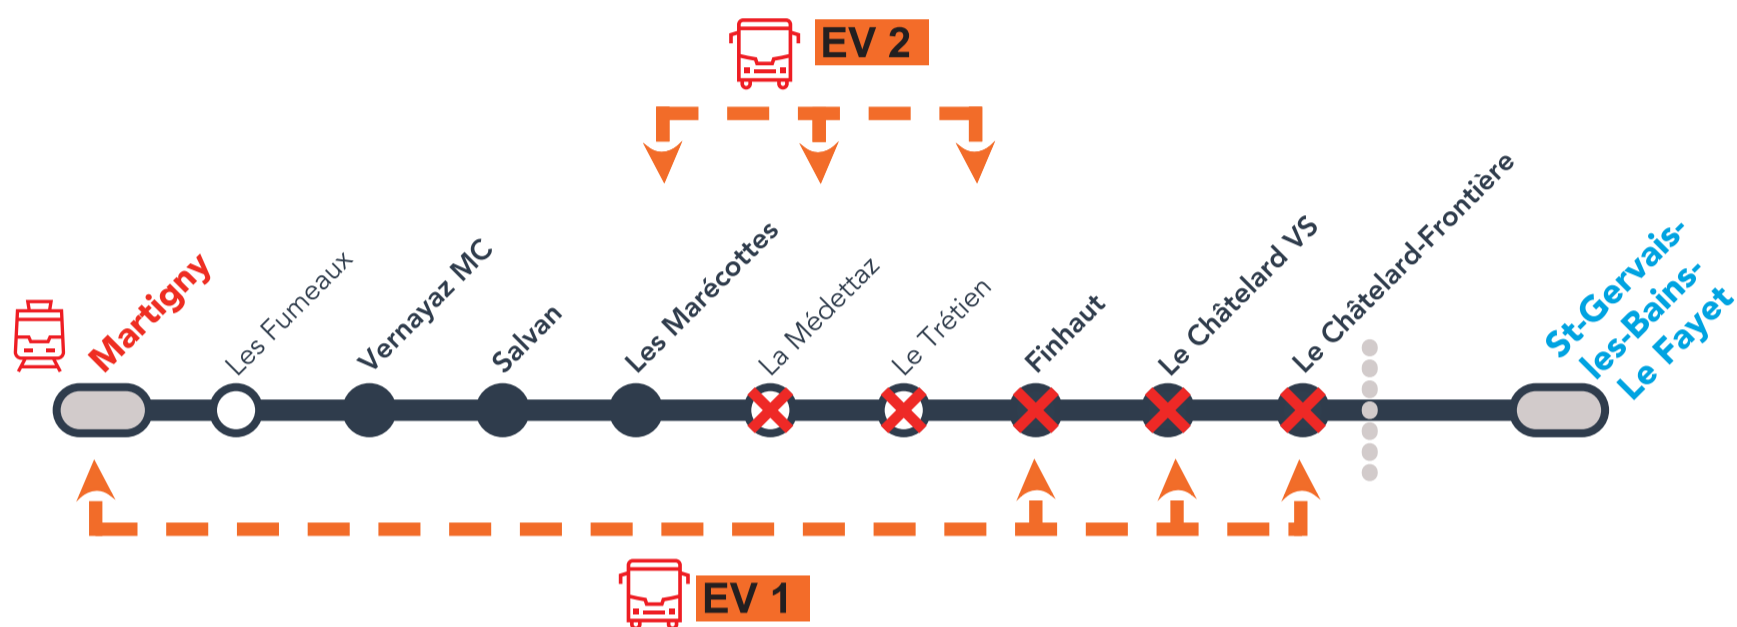 EV 2
Martigny
Les Fumeaux
Vernayaz MC
Salvan
Les Marécottes
La Médettaz
Le Trétien
Finhaut
Le Châtelard VS
Le Châtelard-Frontière
St-Gervais-
les-Bains-
Le Fayet
EV 1